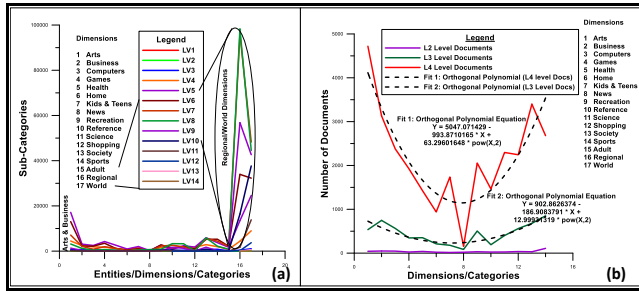 Dimensions
1 Arts
2 Business
3 Computers
4 Games
5 Health
6 Home
7 Kids & Teens
8 News
9 Recreation
10 Reference
11 Science
12 Shopping
13 Society
14 Sports
15 Adult
16 Regional
17 World
Legend
LV1
LV2
LV3
LV4
LV5
LV6
LV7
LV8
LV9
LV10
LV11
LV12
LV13
LV14
Regional/World Dimensions
Arts & Business
Sub-Categories
100000
80000
60000
40000
20000
0
0 5 10 15 20
Entities/Dimensions/Categories
(a)
Legend
L2 Level Documents
L3 Level Documents
L4 Level Documents
Fit 1: Orthogonal Polynomial (L4 level Docs)
Fit 2: Orthogonal Polynomial (L3 Level Docs)
Fit 1: Orthogonal Polynomial Equation
Y = 5047.071429 -
993.8710165 * X +
63.29601648 * pow(X,2)
Fit 2: Orthogonal Polynomial Equation
Y = 902.8626374 -
186.9083791 * X +
12.99931319 * pow(X,2)
Number of Documents
5000
4000
3000
2000
1000
0
0 4 8 12 16
Dimensions/Categories
(b)
Dimensions
1 Arts
2 Business
3 Computers
4 Games
5 Health
6 Home
7 Kids & Teens
8 News
9 Recreation
10 Reference
11 Science
12 Shopping
13 Society
14 Sports
15 Adult
16 Regional
17 World